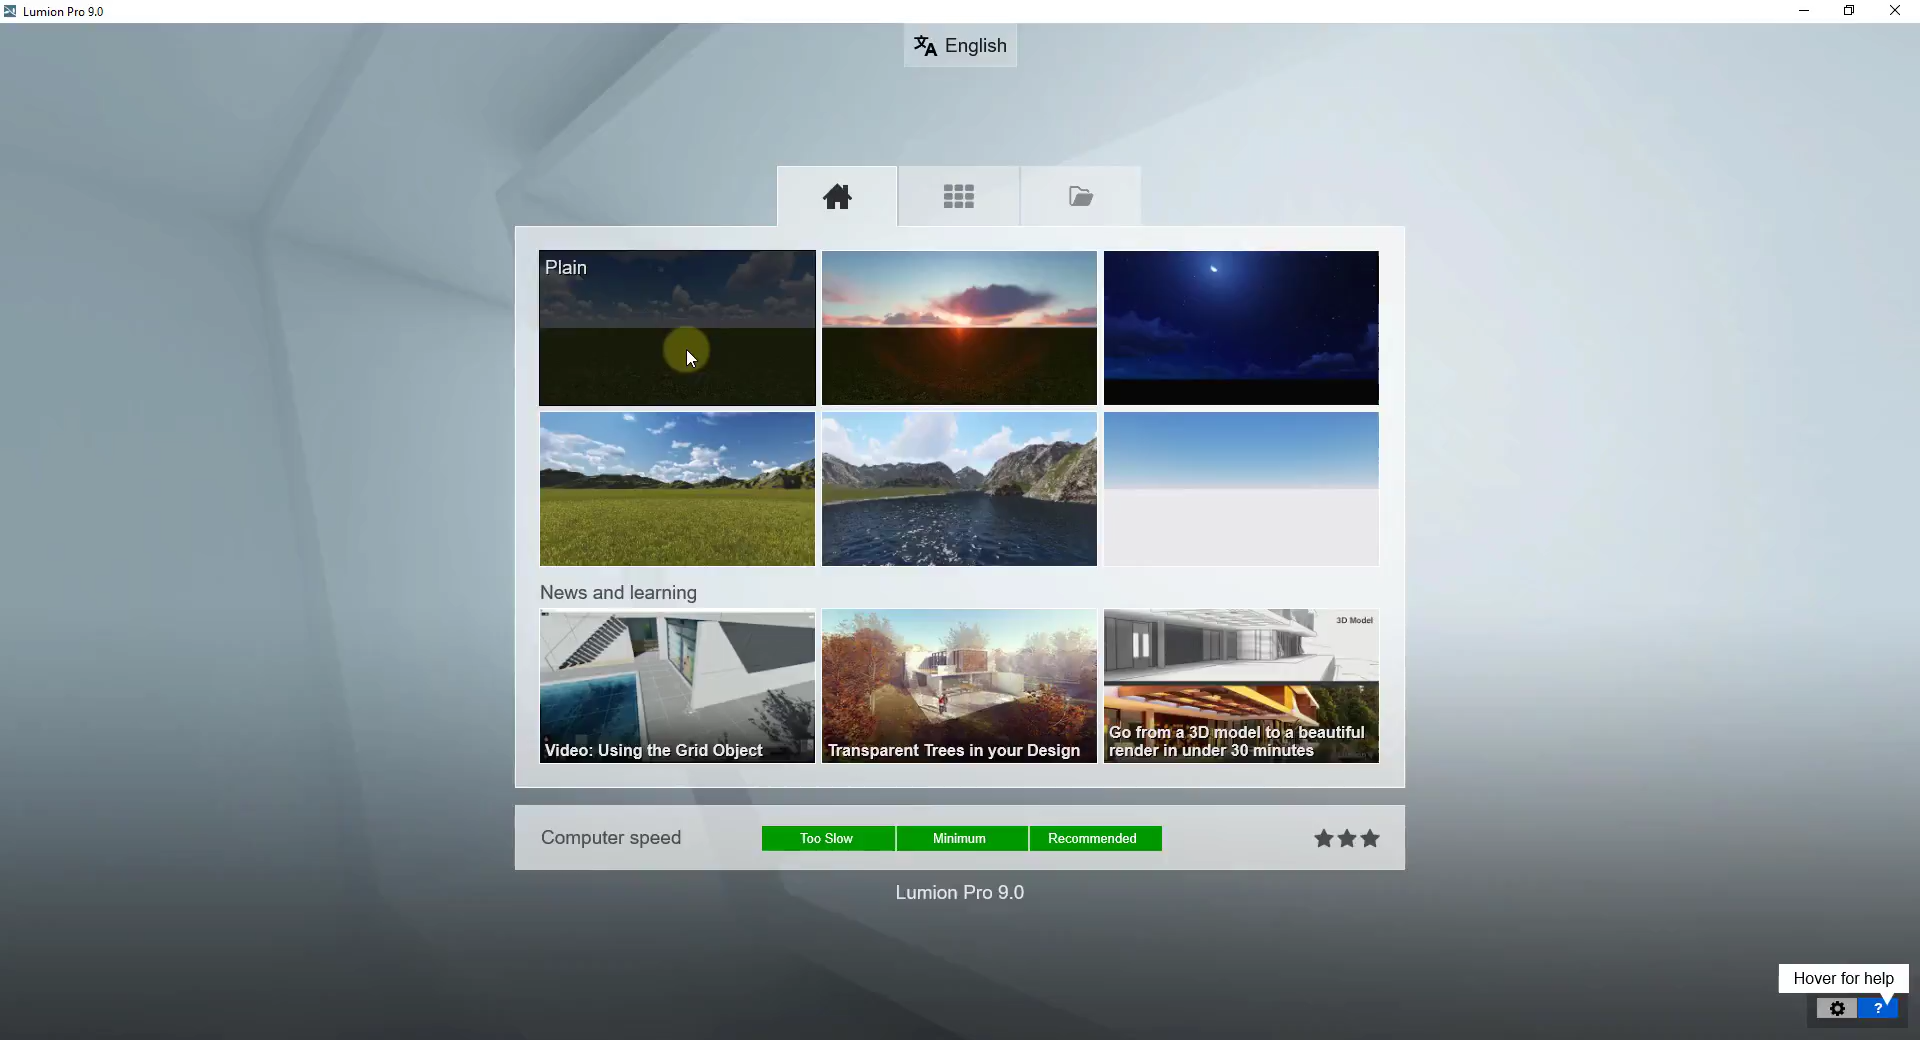 Lumion Pro 9.0
English
Plain
News and learning
3D Model
Video: Using the Grid Object
Transparent Trees in your Design
Go from a 3D model to a beautiful
render in under 30 minutes
Computer speed
Too Slow
Minimum
Recommended
Lumion Pro 9.0
Hover for help
?